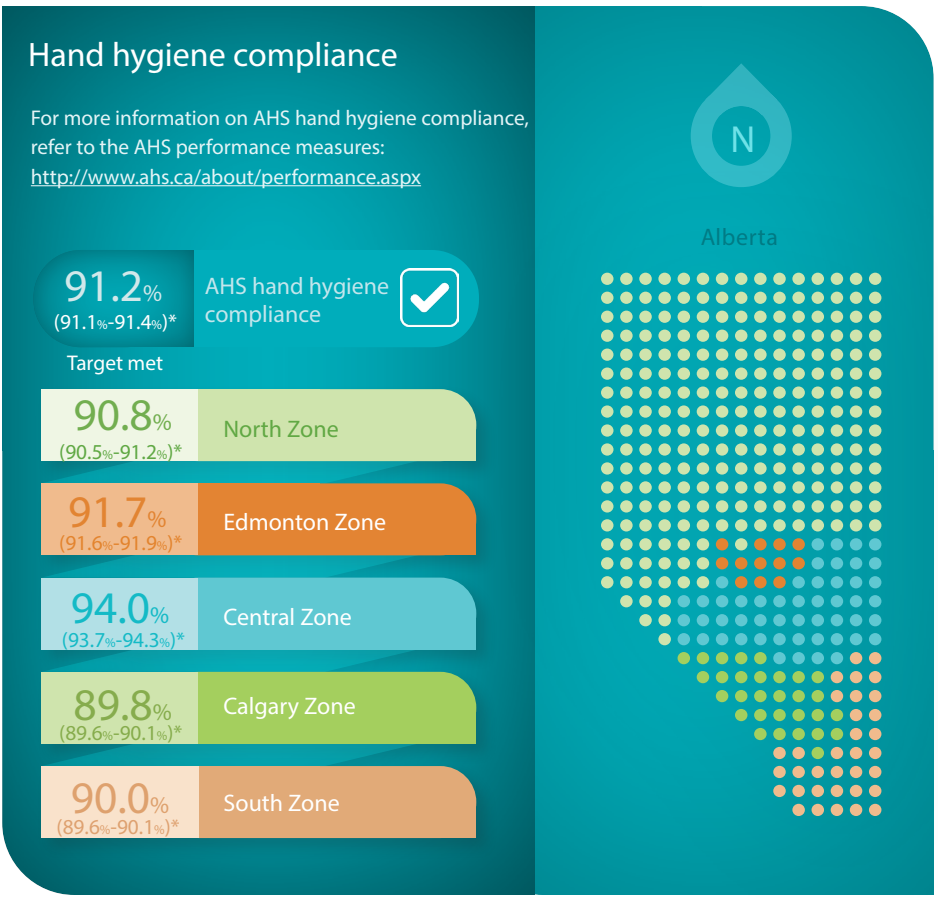 Hand hygiene compliance
For more information on AHS hand hygiene compliance,
refer to the AHS performance measures:
http://www.ahs.ca/about/performance.aspx
91.2%
(91.1%-91.4%)*
AHS hand hygiene
compliance
Target met
90.8%
(90.5%-91.2%)*
North Zone
91.7%
(91.6%-91.9%)*
Edmonton Zone
94.0%
(93.7%-94.3%)*
Central Zone
89.8%
(89.6%-90.1%)*
Calgary Zone
90.0%
(89.6%-90.1%)*
South Zone
N
Alberta